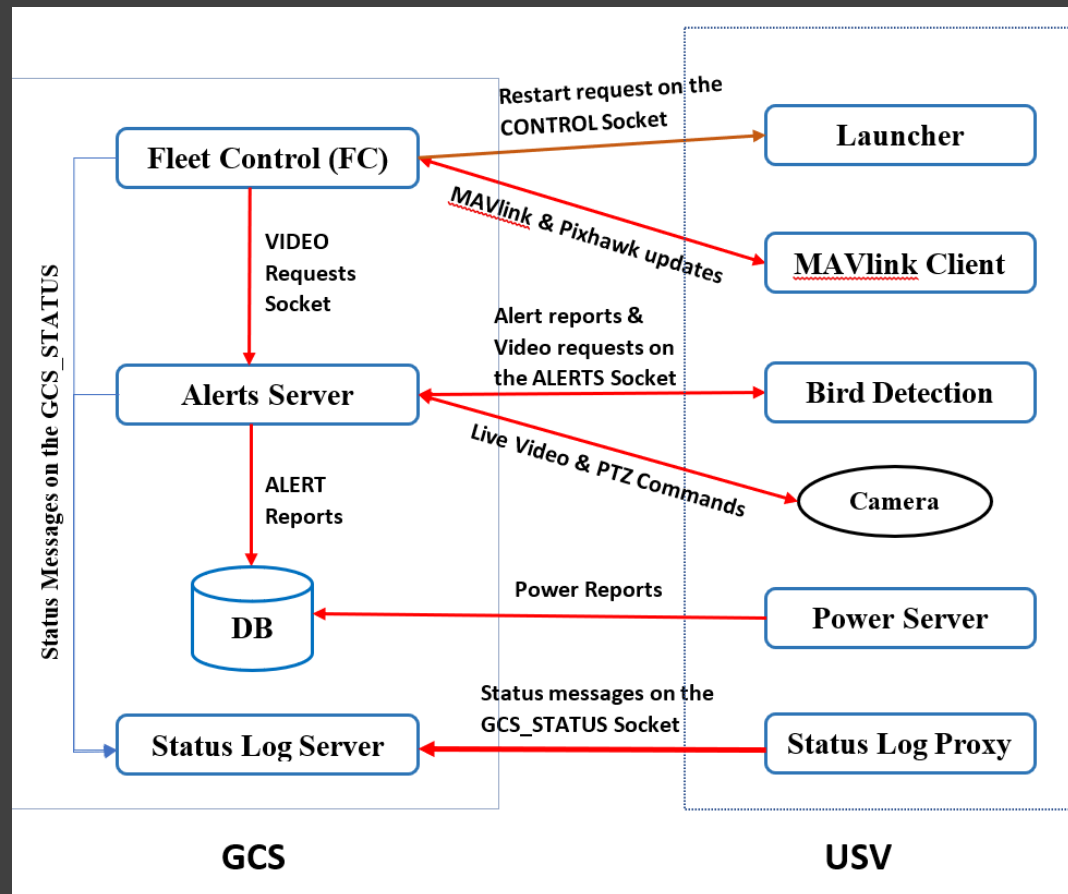 Restart request on the
CONTROL Socket
Fleet Control (FC)
Launcher
MAVlink & Pixhawk updates
VIDEO
Requests
Socket
MAVlink Client
Status Messages on the GCS_STATUS
Alert reports &
Video requests on
the ALERTS Socket
Alerts Server
Bird Detection
Live Video & PTZ Commands
ALERT
Reports
Camera
Power Reports
DB
Power Server
Status messages on the
GCS_STATUS Socket
Status Log Server
Status Log Proxy
GCS
USV